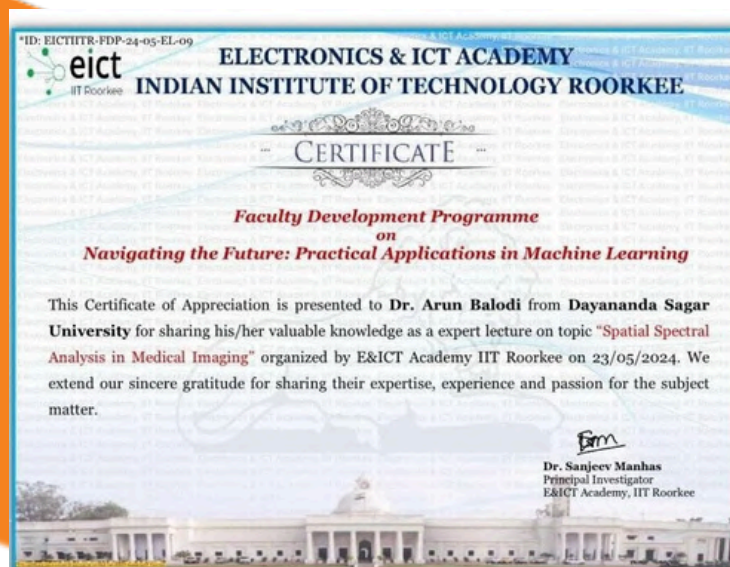 *ID: EICTIITR-FDP-24-05-EL-09
eict
IIT Roorkee
ELECTRONICS & ICT ACADEMY
INDIAN INSTITUTE OF TECHNOLOGY ROORKEE
CERTIFICATE
Faculty Development Programme
on
Navigating the Future: Practical Applications in Machine Learning
This Certificate of Appreciation is presented to Dr. Arun Balodi from Dayananda Sagar
University for sharing his/her valuable knowledge as a expert lecture on topic “Spatial Spectral
Analysis in Medical Imaging” organized by E&ICT Academy IIT Roorkee on 23/05/2024. We
extend our sincere gratitude for sharing their expertise, experience and passion for the subject
matter.
Dr. Sanjeev Manhas
Principal Investigator
E&ICT Academy, IIT Roorkee